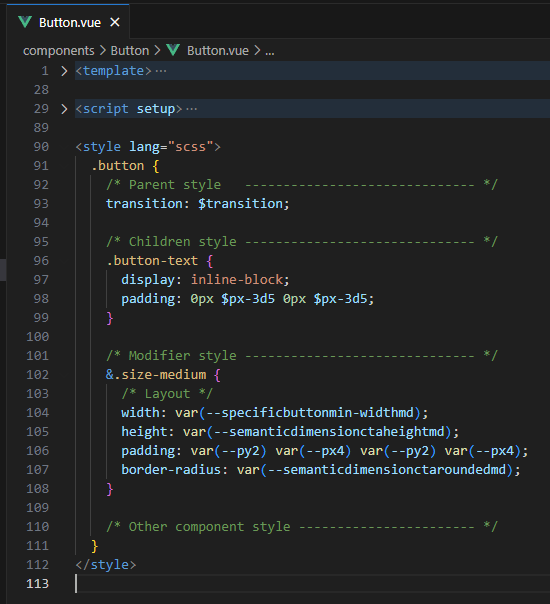 Button.vue ×
components > Button > Button.vue > ...
1 > <template> ...
28
29 > <script setup> ...
89
90 <style lang="scss">
91 .button {
92 /* Parent style ------------------------------ */
93 transition: $transition;
94
95 /* Children style ------------------------------ */
96 .button-text {
97 display: inline-block;
98 padding: 0px $px-3d5 0px $px-3d5;
99 }
100
101 /* Modifier style ------------------------------ */
102 &.size-medium {
103 /* Layout */
104 width: var(--specificbuttonmin-widthmd);
105 height: var(--semanticdimensionctaheightmd);
106 padding: var(--py2) var(--px4) var(--py2) var(--px4);
107 border-radius: var(--semanticdimensionctaroundedmd);
108 }
109
110 /* Other component style ----------------------- */
111 }
112 </style>
113